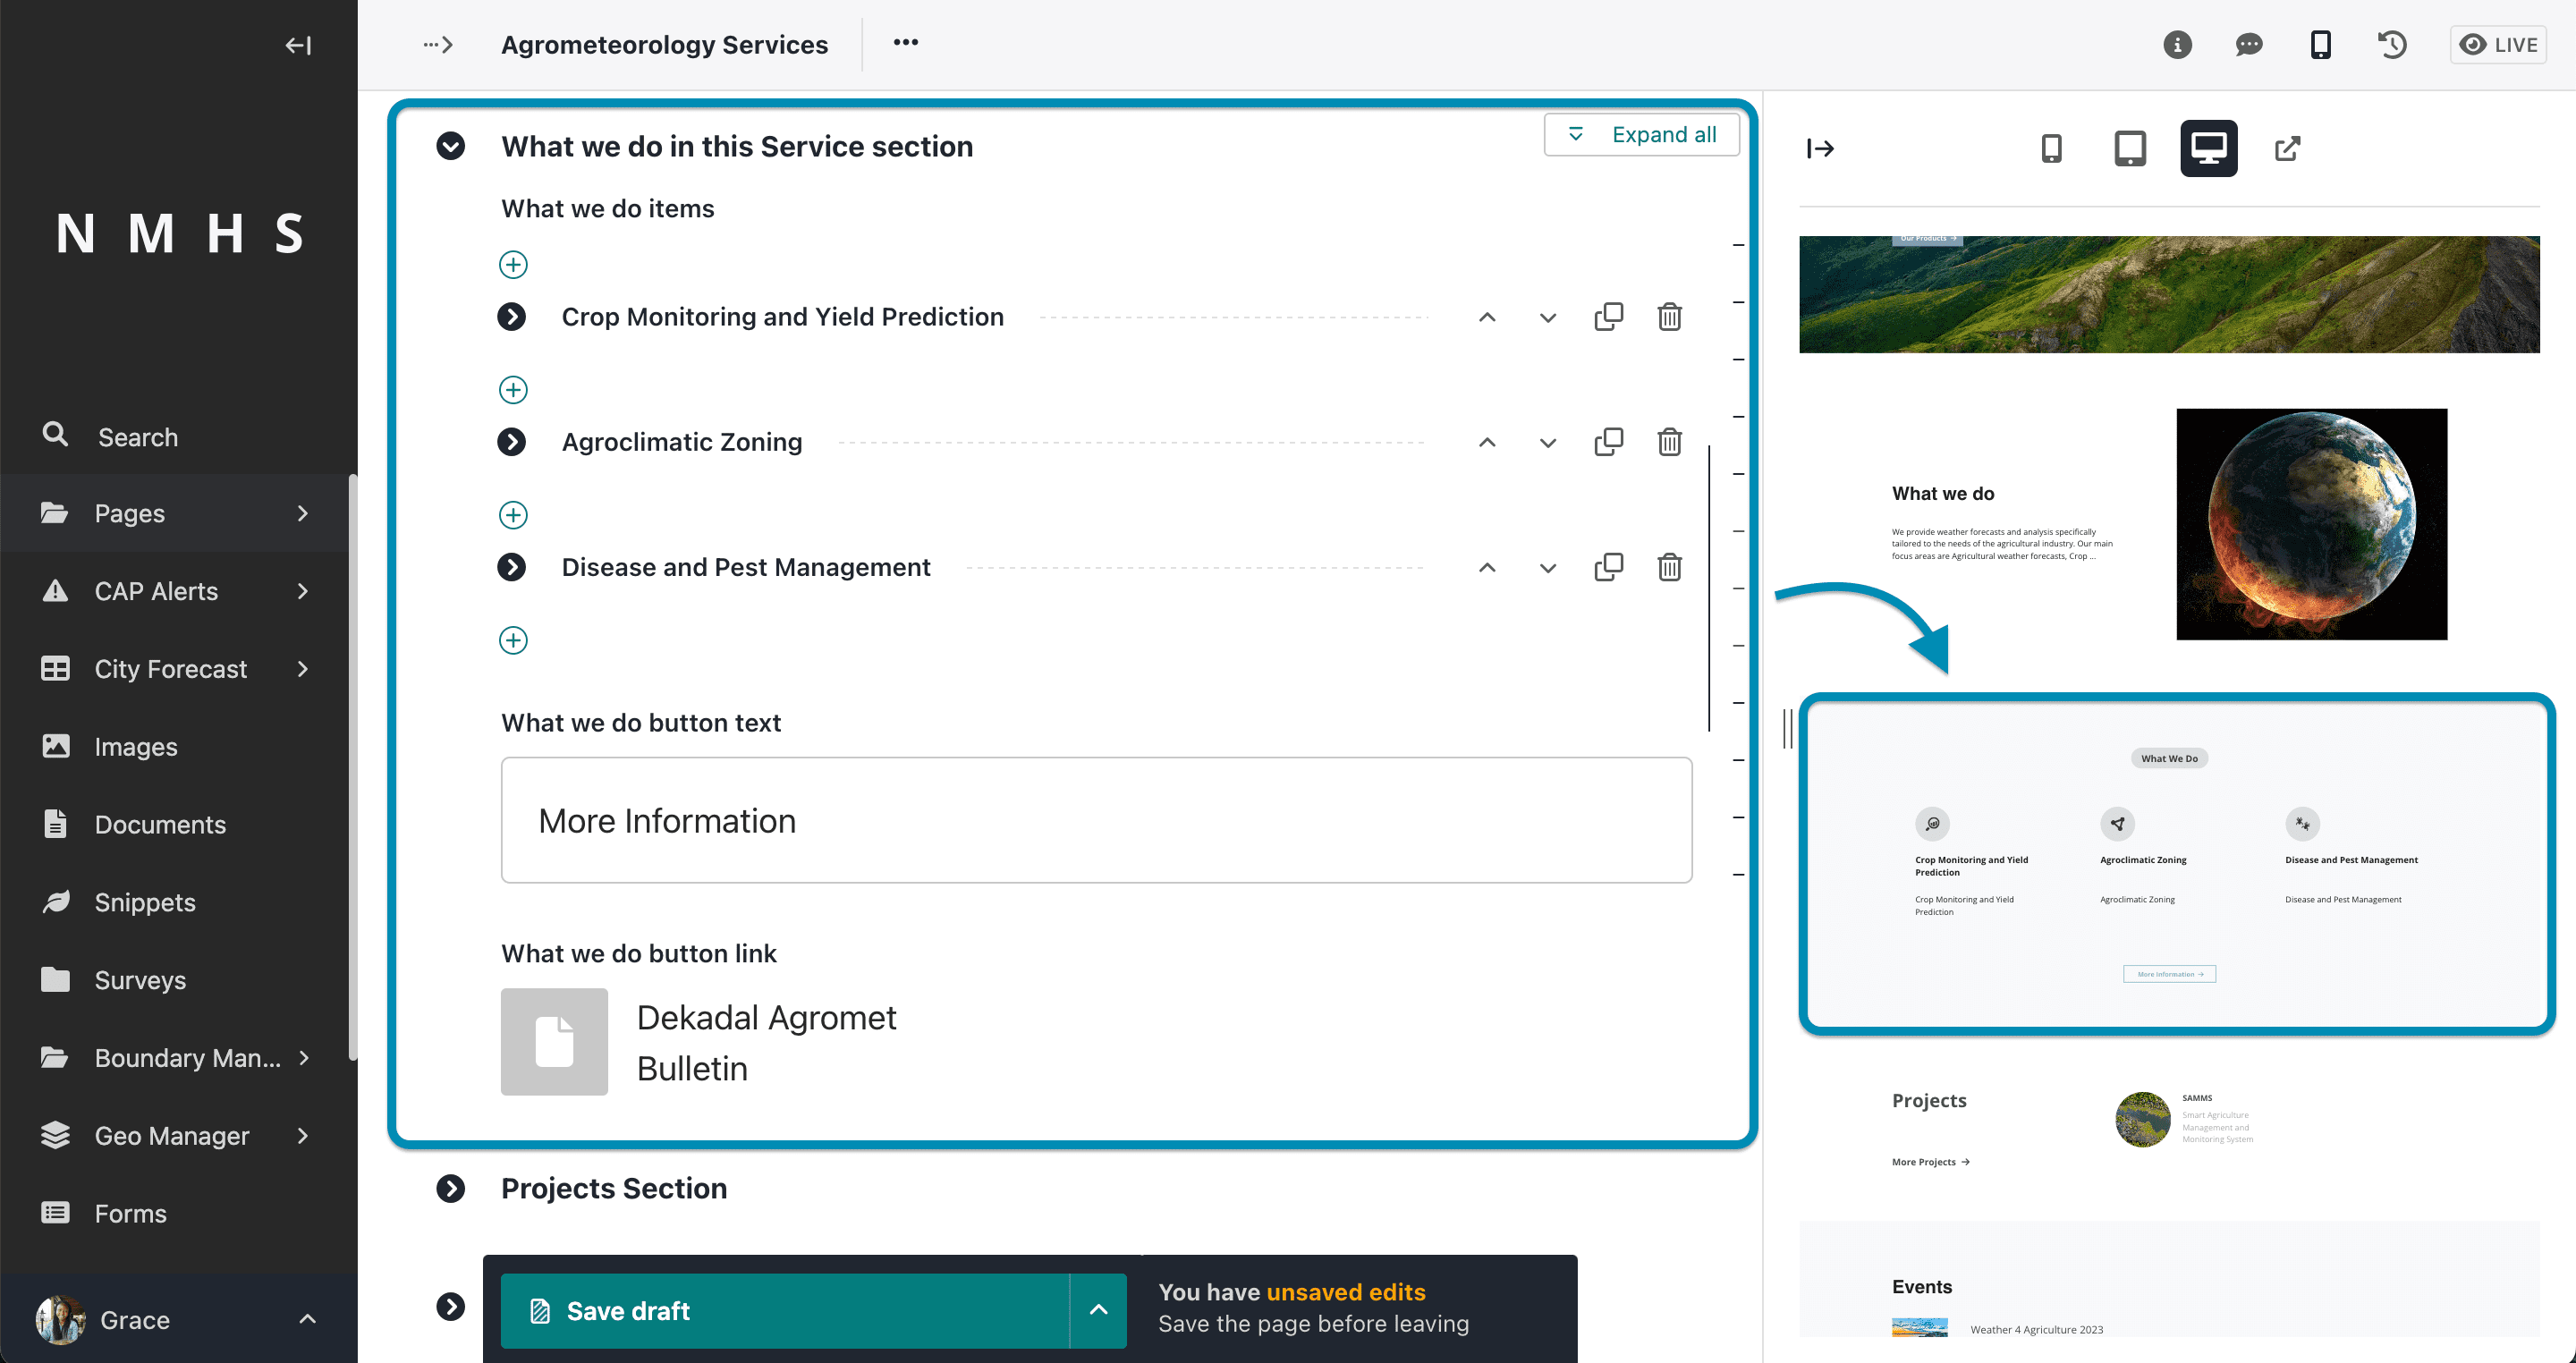 N M H S
Search
Pages
CAP Alerts
City Forecast
Images
Documents
Snippets
Surveys
Boundary Man...
Geo Manager
Forms
Grace
Agrometeorology Services
LIVE
What we do in this Service section
Expand all
What we do items
Crop Monitoring and Yield Prediction
Agroclimatic Zoning
Disease and Pest Management
What we do button text
More Information
What we do button link
Dekadal Agromet
Bulletin
Projects Section
Save draft
You have unsaved edits
Save the page before leaving
Our Products →
What we do
We provide weather forecasts and analysis specifically
tailored to the needs of the agricultural industry. Our main
focus areas are Agricultural weather forecasts, Crop ...
What We Do
Crop Monitoring and Yield
Prediction
Crop Monitoring and Yield
Prediction
Agroclimatic Zoning
Agroclimatic Zoning
Disease and Pest Management
Disease and Pest Management
More Information →
Projects
More Projects →
SAMMS
Smart Agriculture
Management and
Monitoring System
Events
Weather 4 Agriculture 2023